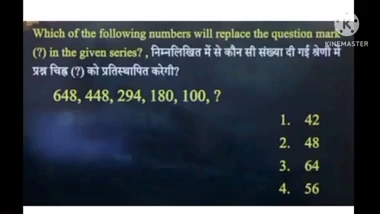 Which of the following numbers will replace the question mark
(?) in the given series? , निम्नलिखित में से कौन सी संख्या दी गई श्रेणी में
प्रश्न चिह्न (?) को प्रतिस्थापित करेगी?
648, 448, 294, 180, 100, ?
1. 42
2. 48
3. 64
4. 56
KINEMASTER